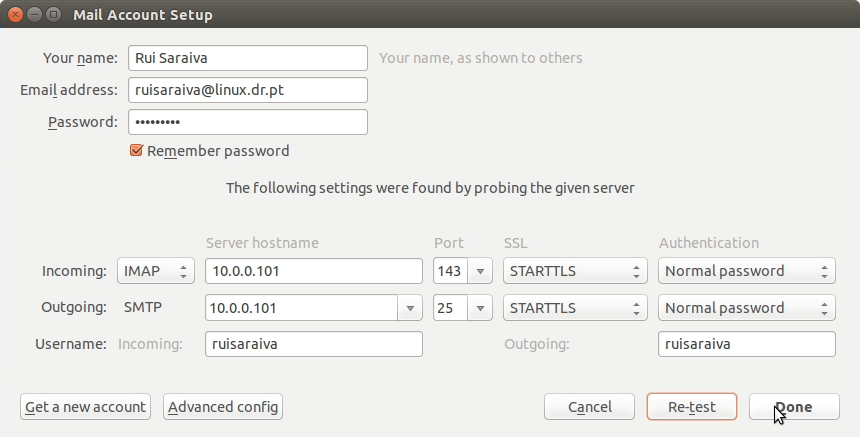 Mail Account Setup
Your name: Rui Saraiva Your name, as shown to others
Email address: ruisaraiva@linux.dr.pt
Password: •••••••••
Remember password
The following settings were found by probing the given server
Server hostname Port SSL Authentication
Incoming: IMAP 10.0.0.101 143 STARTTLS Normal password
Outgoing: SMTP 10.0.0.101 25 STARTTLS Normal password
Username: Incoming: ruisaraiva Outgoing: ruisaraiva
Get a new account Advanced config Cancel Re-test Done